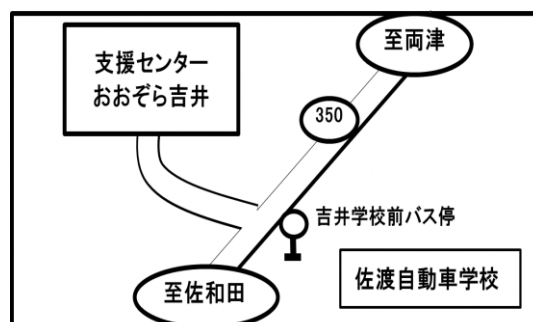 至両津
支援センター
おおぞら吉井
350
吉井学校前バス停
佐渡自動車学校
至佐和田